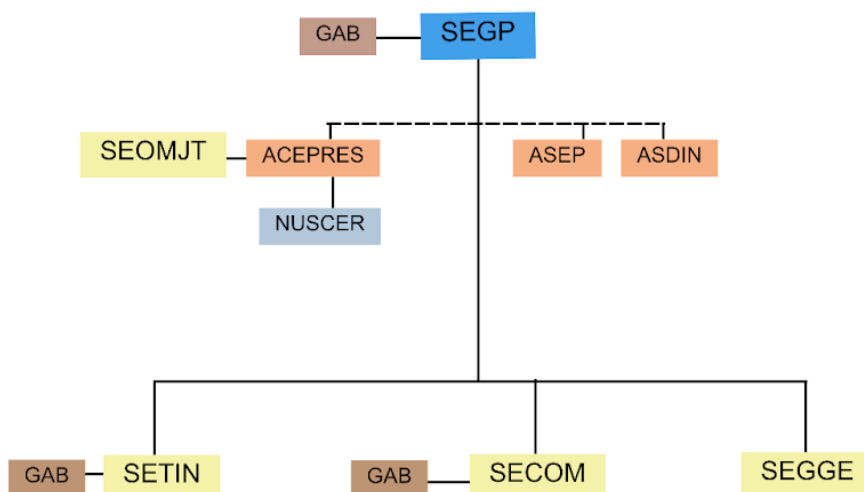 GAB
SEGP
SEOMJT
ACEPRES
ASEP
ASDIN
NUSCER
GAB
SETIN
GAB
SECOM
SEGGE